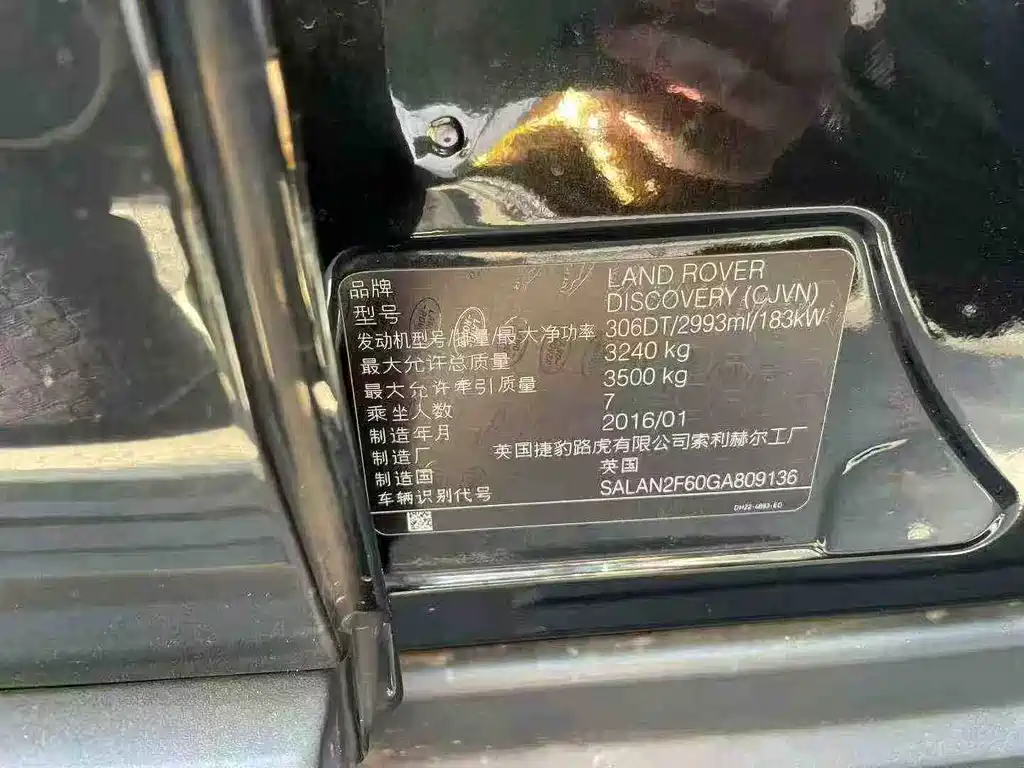 品牌 LAND ROVER
型号 DISCOVERY (CJVN)
发动机型号/排量/最大净功率 306DT/2993ml/183kW
最大允许总质量 3240 kg
最大允许牵引质量 3500 kg
乘坐人数 7
制造年月 2016/01
制造厂 英国捷豹路虎有限公司索利赫尔工厂
制造国 英国
车辆识别代号 SALAN2F60GA809136